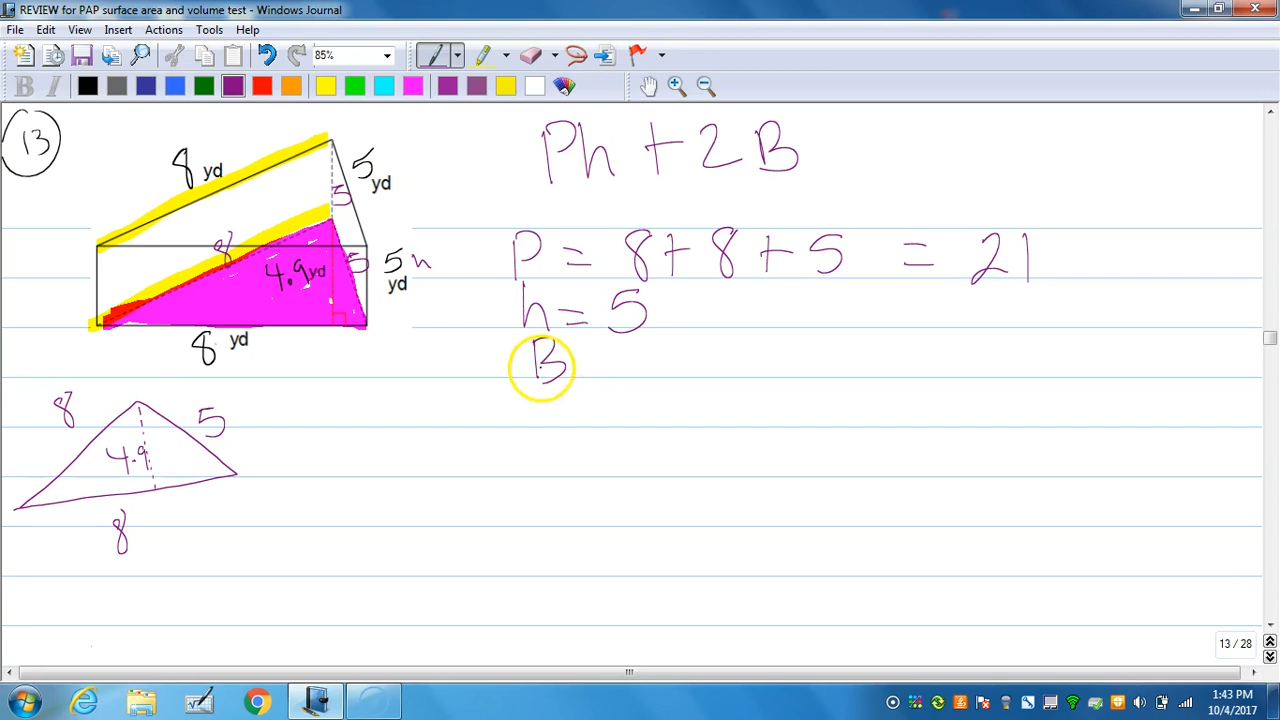 REVIEW for PAP surface area and volume test - Windows Journal
File Edit View Insert Actions Tools Help
85%
B I
13
8 yd
5 yd
5
8
4.9 yd
5
5 h
yd
8 yd
8
5
4.9
8
Ph + 2B
P = 8 + 8 + 5 = 21
h = 5
B
13 / 28
1:43 PM
10/4/2017